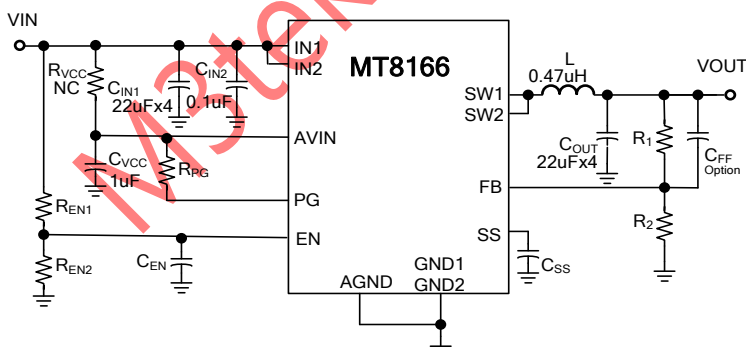 VIN
IN1
IN2
MT8166
RVCC
NC
CIN1
22uFx4
CIN2
0.1uF
L
0.47uH
VOUT
SW1
SW2
AVIN
COUT
22uFx4
R1
CFF
Option
CVCC
1uF
RPG
PG
FB
REN1
EN
SS
R2
REN2
CEN
CSS
AGND
GND1
GND2
M3tek